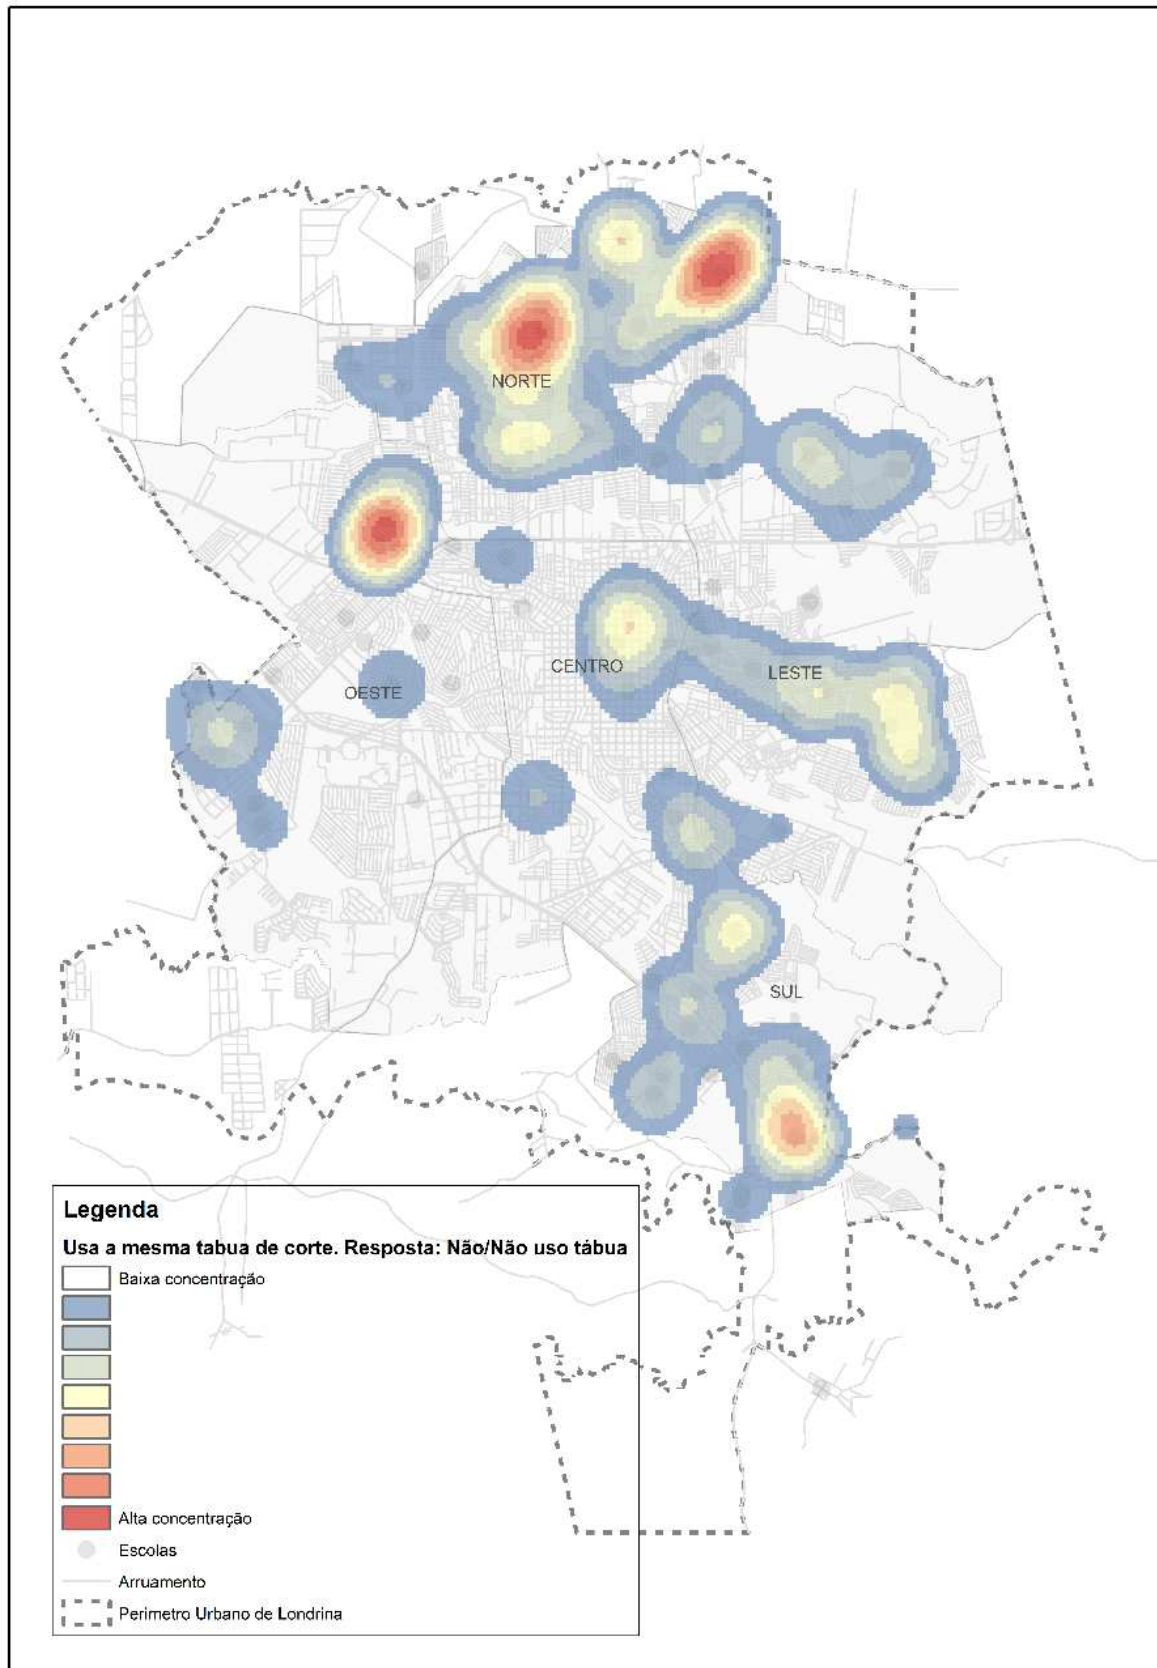 NORTE
CENTRO
LESTE
OESTE
SUL
Legenda
Usa a mesma tabua de corte. Resposta: Não/Não uso tábua
Baixa concentração
Alta concentração
Escolas
Arruamento
Perimetro Urbano de Londrina